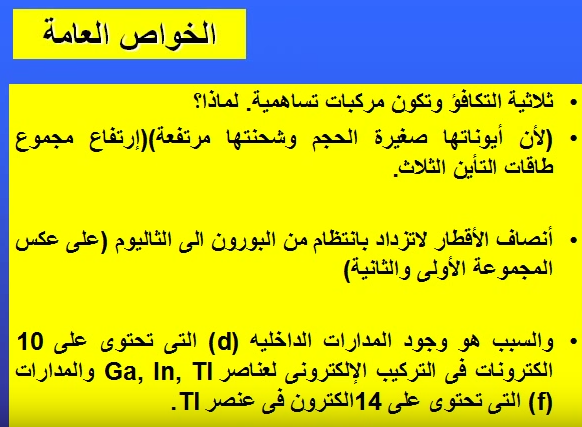 الخواص العامة
• ثلاثية التكافؤ وتكون مركبات تساهمية. لماذا؟
• (لأن أيوناتها صغيرة الحجم وشحنتها مرتفعة)(إرتفاع مجموع
طاقات التأين الثلاث.
• أنصاف الأقطار لاتزداد بانتظام من البورون الى الثاليوم (على عكس
المجموعة الأولى والثانية)
• والسبب هو وجود المدارات الداخليه (d) التى تحتوى على 10
الكترونات فى التركيب الإلكترونى لعناصر Ga, In, Tl والمدارات
(f) التى تحتوى على 14الكترون فى عنصر Tl.